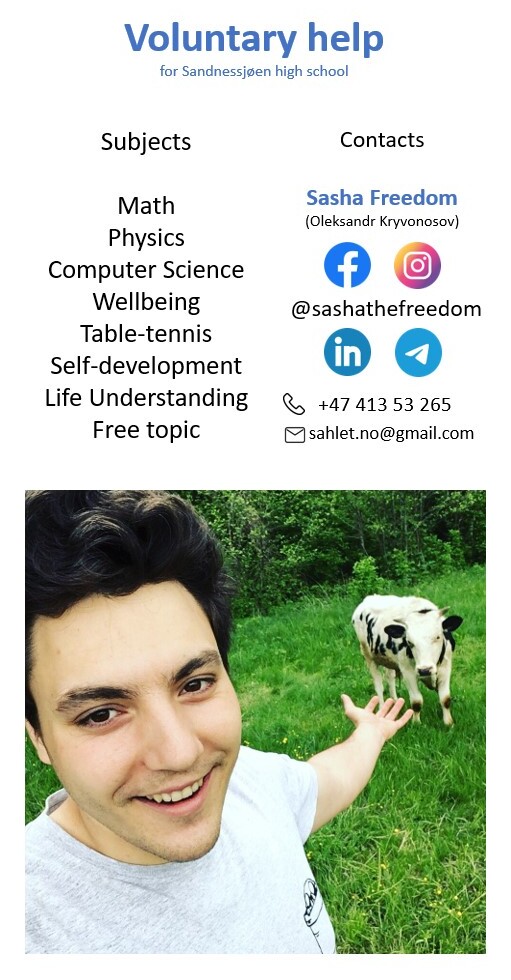 Voluntary help
for Sandnessjøen high school
Subjects
Math
Physics
Computer Science
Wellbeing
Table-tennis
Self-development
Life Understanding
Free topic
Contacts
Sasha Freedom
(Oleksandr Kryvonosov)
@sashathefreedom
in
+47 413 53 265
sahlet.no@gmail.com